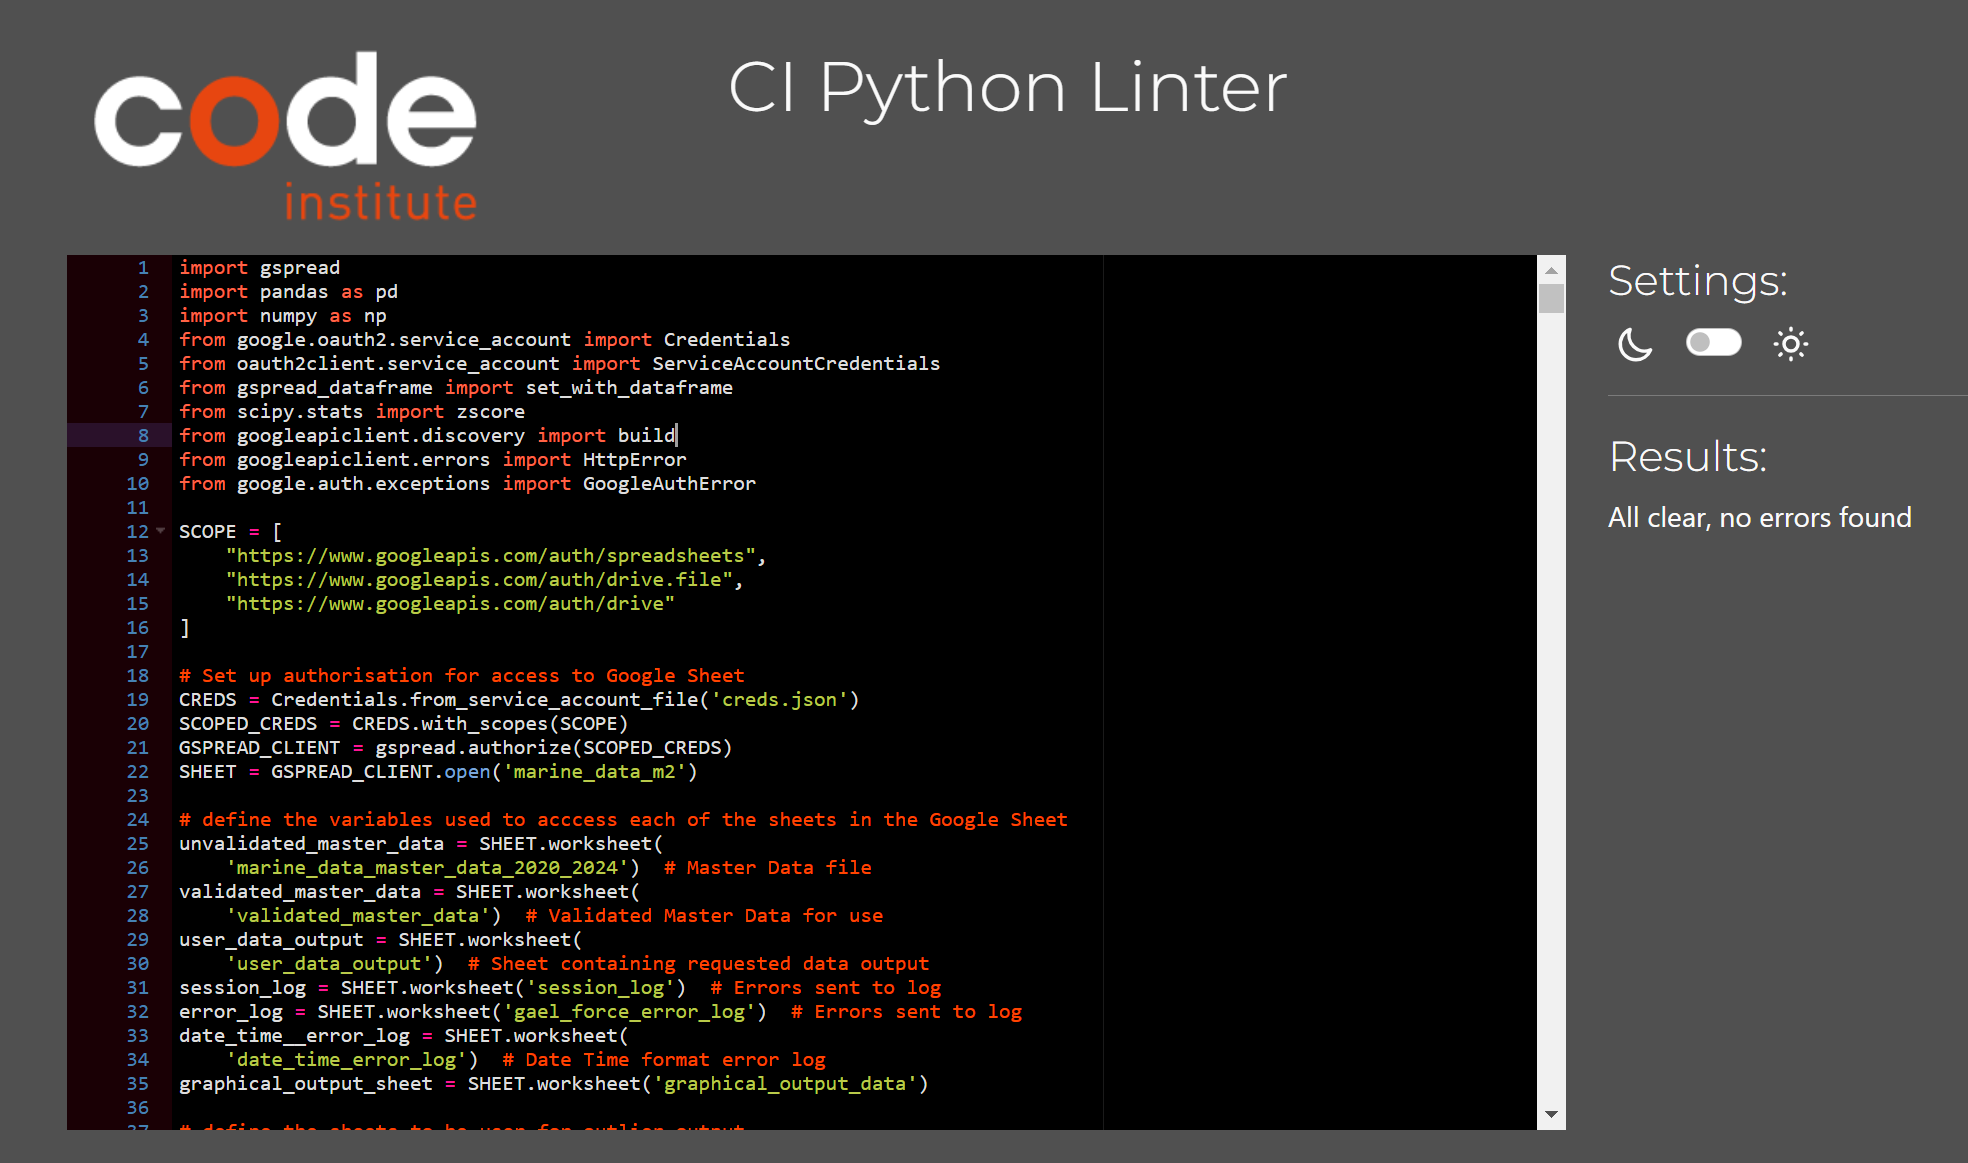 code
institute
CI Python Linter
1 import gspread
2 import pandas as pd
3 import numpy as np
4 from google.oauth2.service_account import Credentials
5 from oauth2client.service_account import ServiceAccountCredentials
6 from gspread_dataframe import set_with_dataframe
7 from scipy.stats import zscore
8 from googleapiclient.discovery import build
9 from googleapiclient.errors import HttpError
10 from google.auth.exceptions import GoogleAuthError
11
12 SCOPE = [
13     "https://www.googleapis.com/auth/spreadsheets",
14     "https://www.googleapis.com/auth/drive.file",
15     "https://www.googleapis.com/auth/drive"
16 ]
17
18 # Set up authorisation for access to Google Sheet
19 CREDS = Credentials.from_service_account_file('creds.json')
20 SCOPED_CREDS = CREDS.with_scopes(SCOPE)
21 GSPREAD_CLIENT = gspread.authorize(SCOPED_CREDS)
22 SHEET = GSPREAD_CLIENT.open('marine_data_m2')
23
24 # define the variables used to acccess each of the sheets in the Google Sheet
25 unvalidated_master_data = SHEET.worksheet(
26     'marine_data_master_data_2020_2024')  # Master Data file
27 validated_master_data = SHEET.worksheet(
28     'validated_master_data')  # Validated Master Data for use
29 user_data_output = SHEET.worksheet(
30     'user_data_output')  # Sheet containing requested data output
31 session_log = SHEET.worksheet('session_log')  # Errors sent to log
32 error_log = SHEET.worksheet('gael_force_error_log')  # Errors sent to log
33 date_time__error_log = SHEET.worksheet(
34     'date_time_error_log')  # Date Time format error log
35 graphical_output_sheet = SHEET.worksheet('graphical_output_data')
36
37 # define the sheets to be user for outlier output
Settings:
Results:
All clear, no errors found